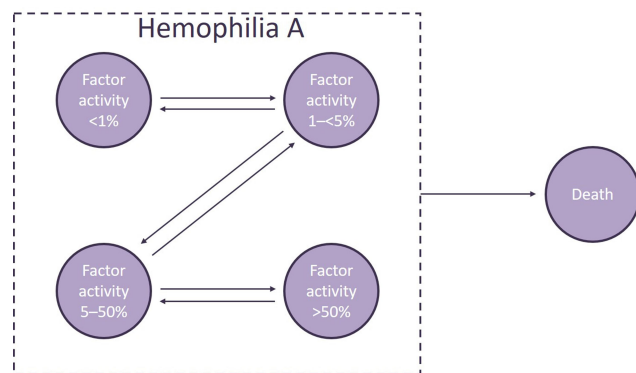 Hemophilia A
Factor
activity
<1%
Factor
activity
1–<5%
Death
Factor
activity
5–50%
Factor
activity
>50%